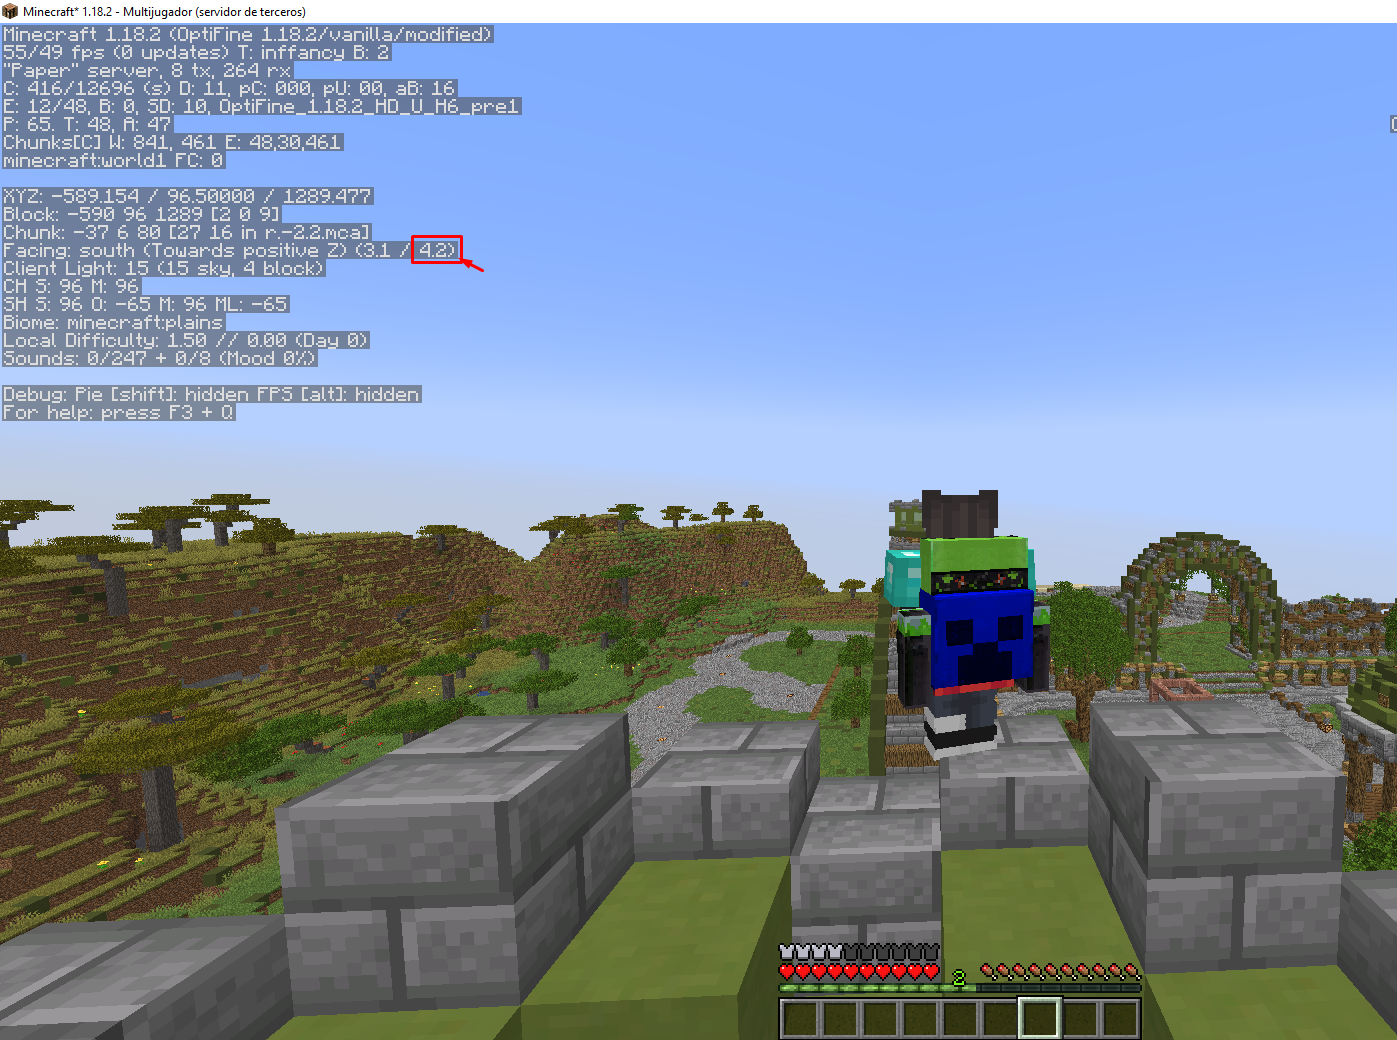 Minecraft* 1.18.2 - Multijugador (servidor de terceros)
Minecraft 1.18.2 (OptiFine 1.18.2/vanilla/modified)
55/49 fps (0 updates) T: inffancy B: 2
"Paper" server, 8 tx, 264 rx
C: 416/12696 (s) D: 11, pC: 000, pU: 00, aB: 16
E: 12/48, B: 0, SD: 10, OptiFine_1.18.2_HD_U_H6_pre1
P: 65. T: 48, A: 47
Chunks[C] W: 841, 461 E: 48,30,461
minecraft:world1 FC: 0
XYZ: -589.154 / 96.50000 / 1289.477
Block: -590 96 1289 [2 0 9]
Chunk: -37 6 80 [27 16 in r.-2.2.mca]
Facing: south (Towards positive Z) (3.1 / 4.2)
Client Light: 15 (15 sky, 4 block)
CH S: 96 M: 96
SH S: 96 O: -65 M: 96 ML: -65
Biome: minecraft:plains
Local Difficulty: 1.50 // 0.00 (Day 0)
Sounds: 0/247 + 0/8 (Mood 0%)
Debug: Pie [shift]: hidden FPS [alt]: hidden
For help: press F3 + Q
2